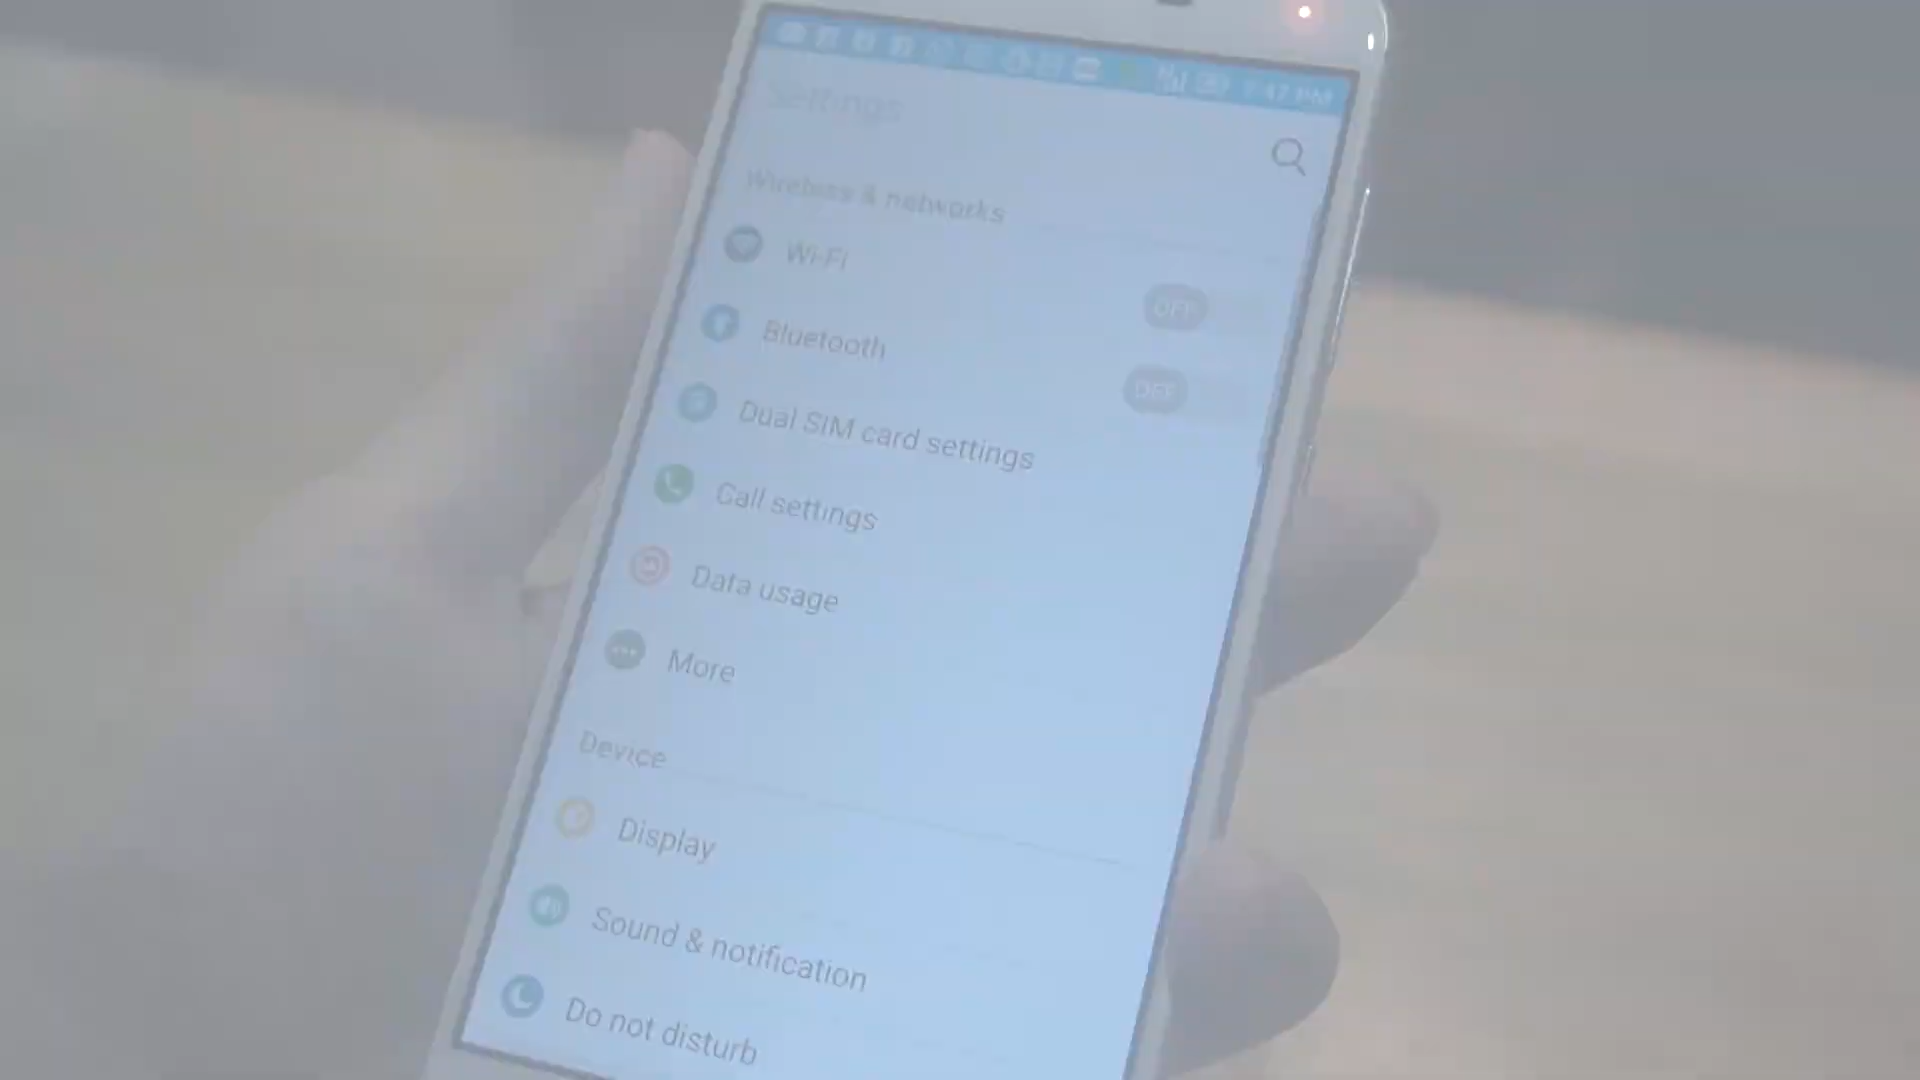 Settings
Wireless & networks
Wi-Fi
OFF
Bluetooth
OFF
Dual SIM card settings
Call settings
Data usage
More
Device
Display
Sound & notification
Do not disturb